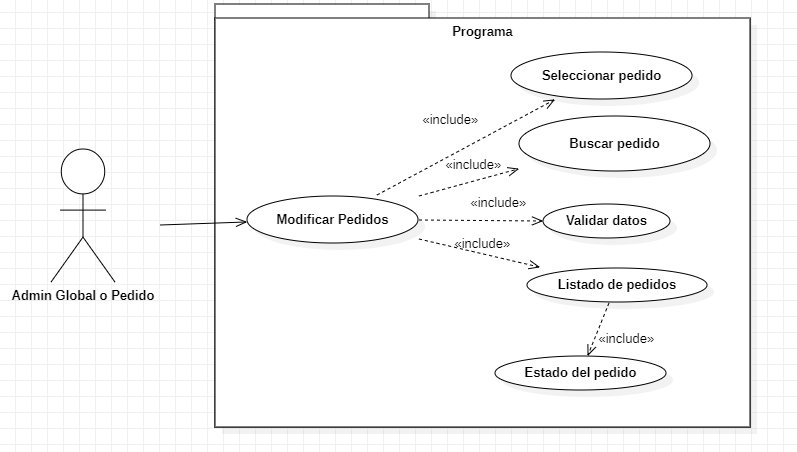 Programa
Seleccionar pedido
«include»
Buscar pedido
«include»
«include»
Modificar Pedidos
Validar datos
«include»
Listado de pedidos
Admin Global o Pedido
«include»
Estado del pedido